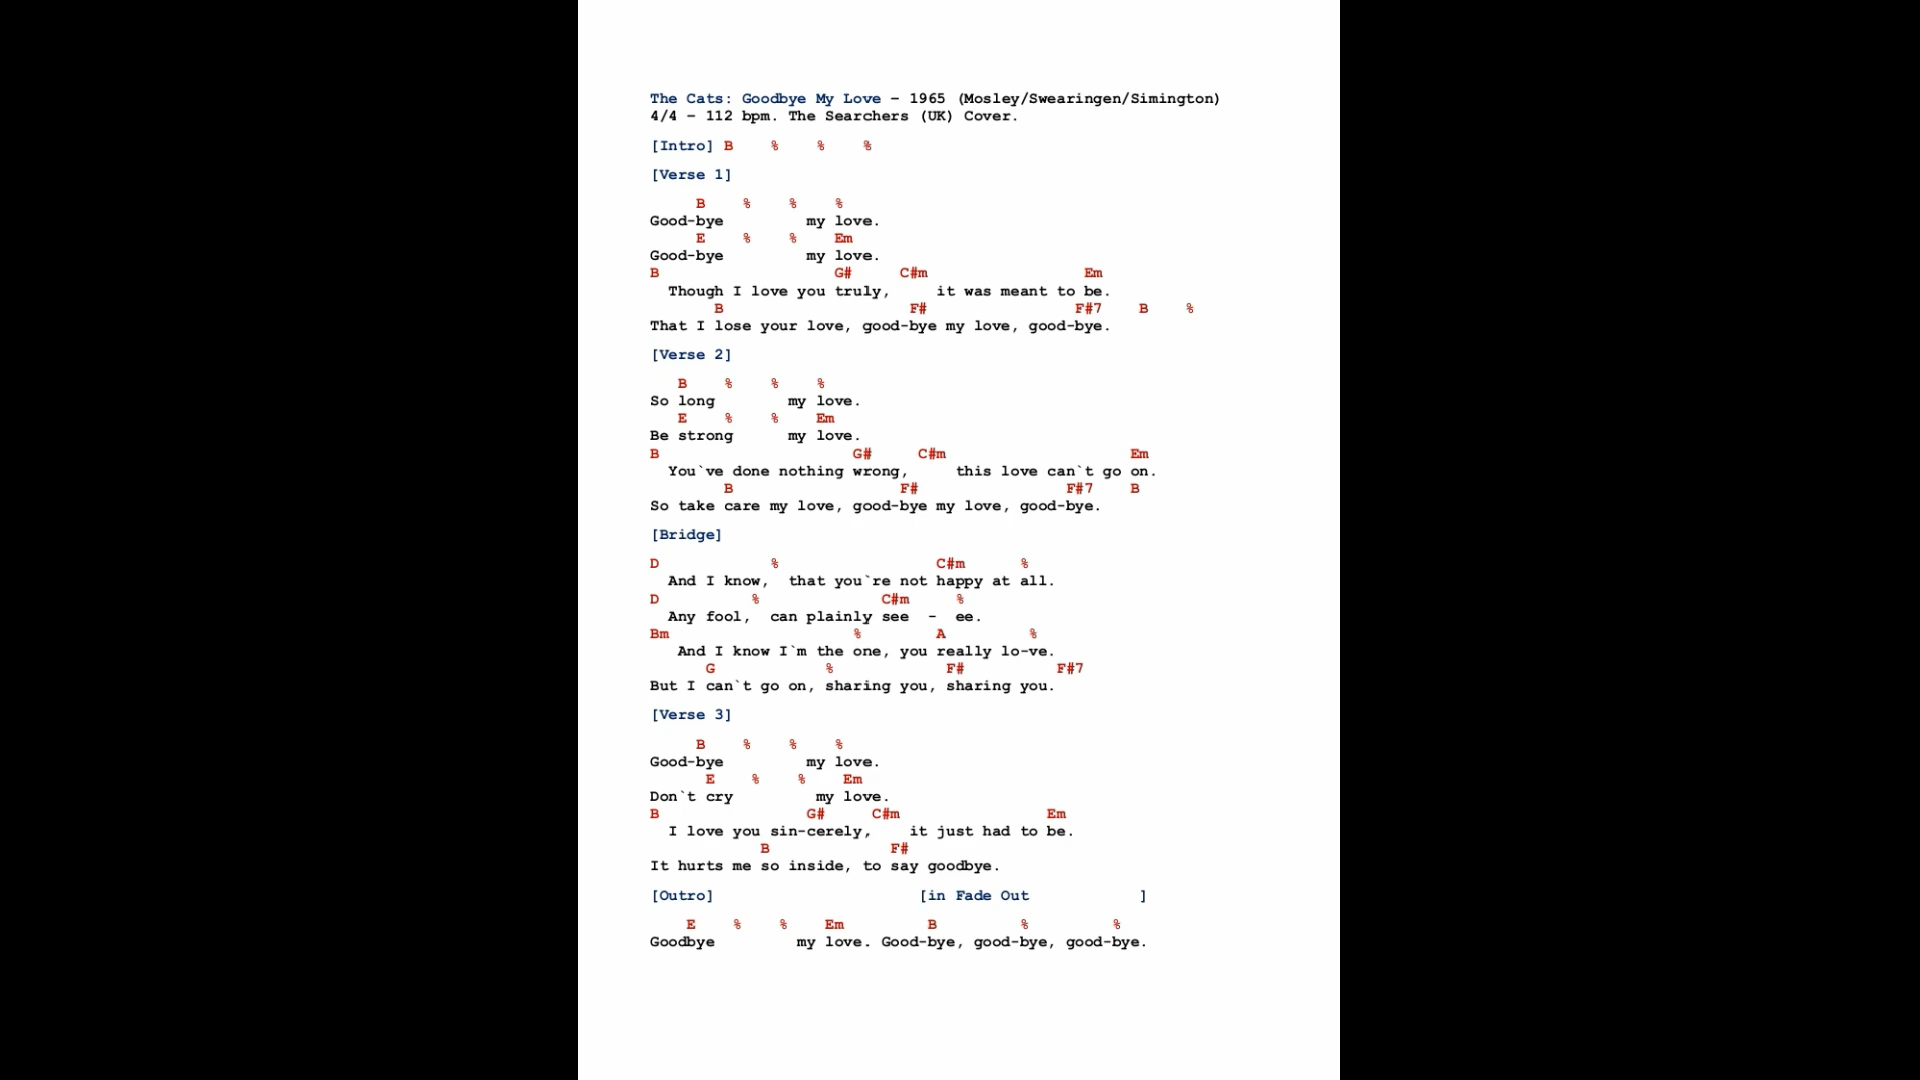 The Cats: Goodbye My Love – 1965 (Mosley/Swearingen/Simington)
4/4 – 112 bpm. The Searchers (UK) Cover.
[Intro] B % % %
[Verse 1]
B % % %
Good-bye my love.
E % % Em
Good-bye my love.
B G# C#m Em
Though I love you truly, it was meant to be.
B F# F#7 B %
That I lose your love, good-bye my love, good-bye.
[Verse 2]
B % % %
So long my love.
E % % Em
Be strong my love.
B G# C#m Em
You`ve done nothing wrong, this love can`t go on.
B F# F#7 B
So take care my love, good-bye my love, good-bye.
[Bridge]
D % C#m %
And I know, that you`re not happy at all.
D % C#m %
Any fool, can plainly see - ee.
Bm % A %
And I know I`m the one, you really lo-ve.
G % F# F#7
But I can`t go on, sharing you, sharing you.
[Verse 3]
B % % %
Good-bye my love.
E % % Em
Don`t cry my love.
B G# C#m Em
I love you sin-cerely, it just had to be.
B F#
It hurts me so inside, to say goodbye.
[Outro] [in Fade Out ]
E % % Em B % %
Goodbye my love. Good-bye, good-bye, good-bye.